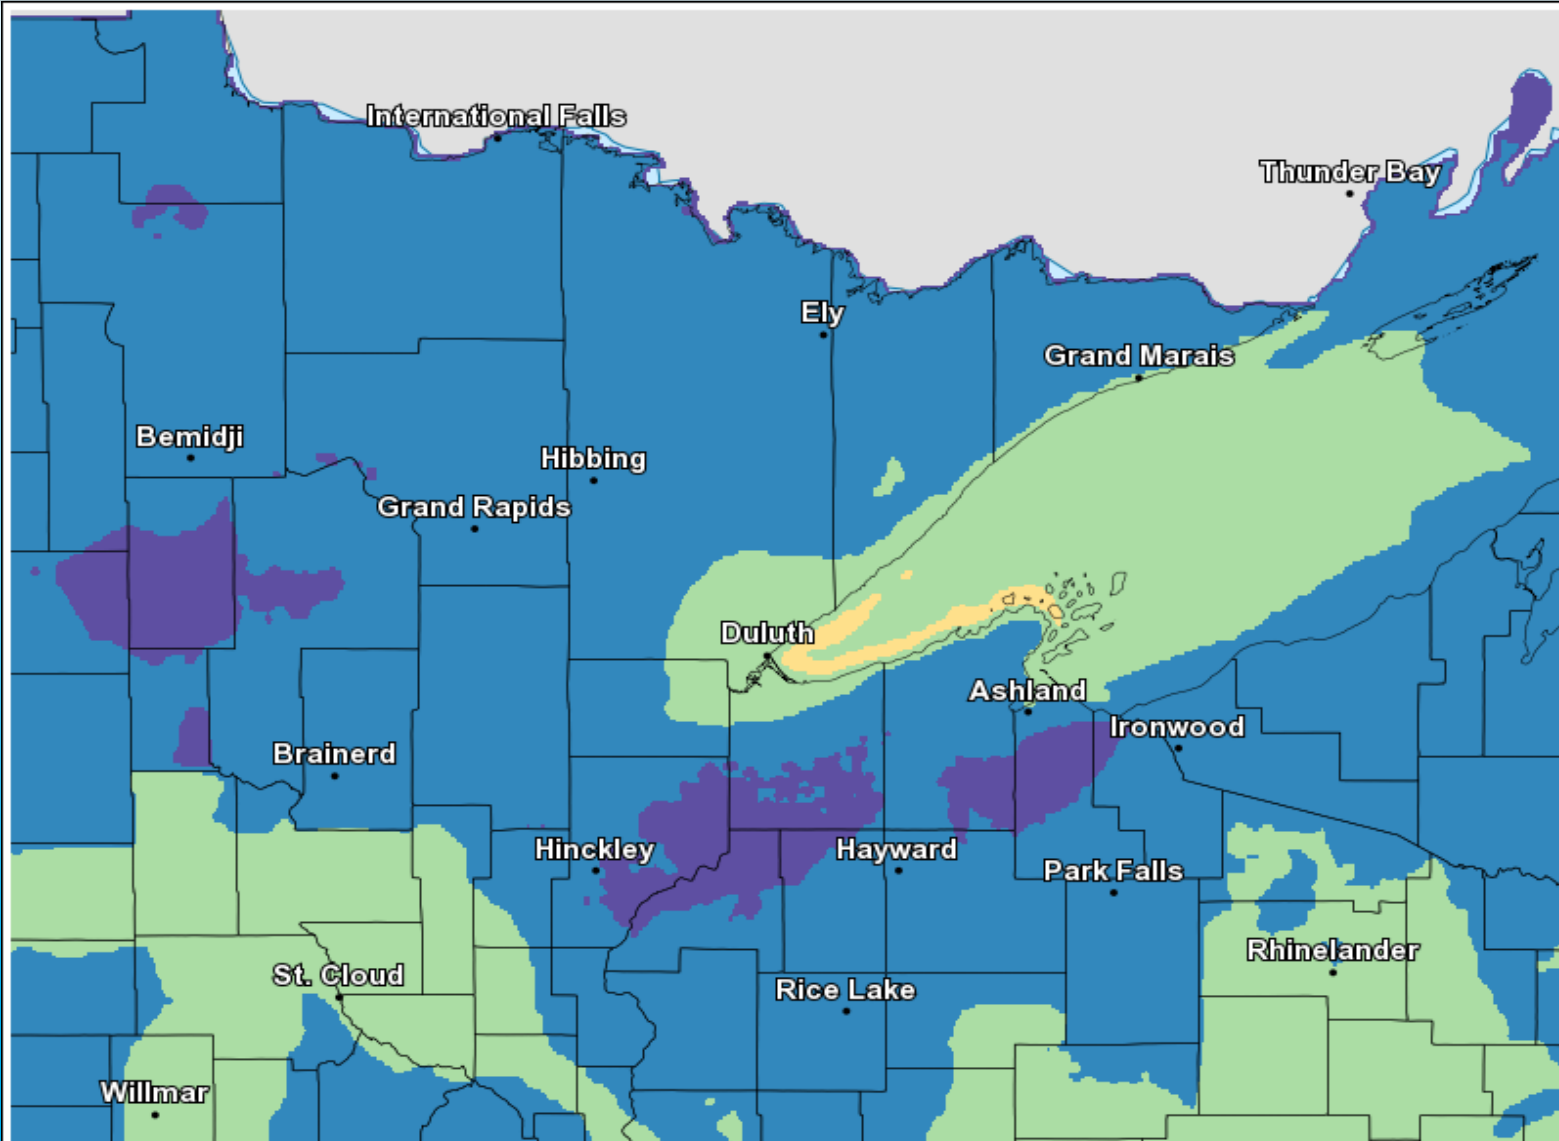 International Falls
Thunder Bay
Ely
Grand Marais
Bemidji
Hibbing
Grand Rapids
Duluth
Ashland
Ironwood
Brainerd
Hinckley
Hayward
Park Falls
Rhinelander
St. Cloud
Rice Lake
Willmar